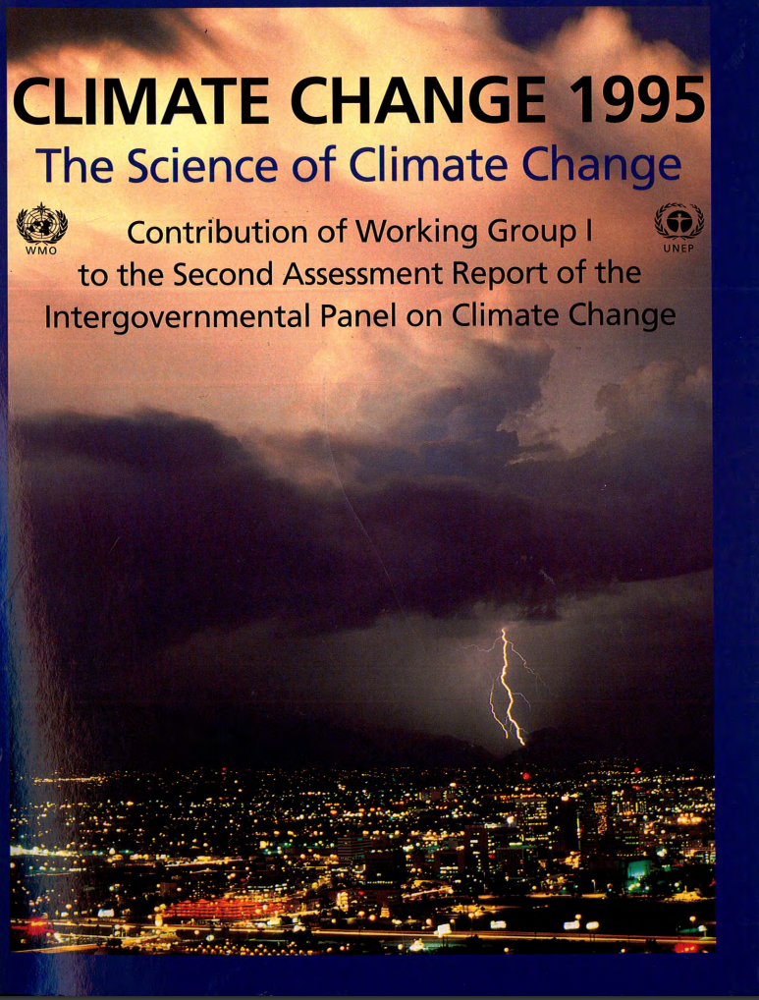 CLIMATE CHANGE 1995
The Science of Climate Change
WMO
UNEP
Contribution of Working Group I
to the Second Assessment Report of the
Intergovernmental Panel on Climate Change